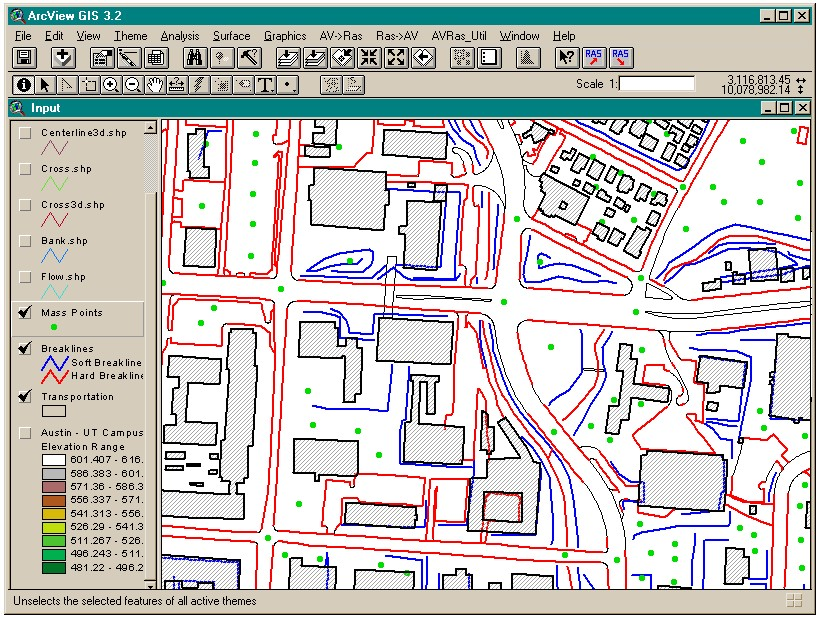 ArcView GIS 3.2
File Edit View Theme Analysis Surface Graphics AV->Ras Ras->AV AVRas_Util Window Help
RAS RAS
T
Scale 1: 3,116,813.45
10,078,982.14
Input
Centerline3d.shp
Cross.shp
Cross3d.shp
Bank.shp
Flow.shp
Mass Points
Breaklines
Soft Breakline
Hard Breakline
Transportation
Austin - UT Campus
Elevation Range
601.407 - 616.
586.383 - 601.
571.36 - 586.3
556.337 - 571.
541.313 - 556.
526.29 - 541.3
511.267 - 526.
496.243 - 511.
481.22 - 496.2
Unselects the selected features of all active themes